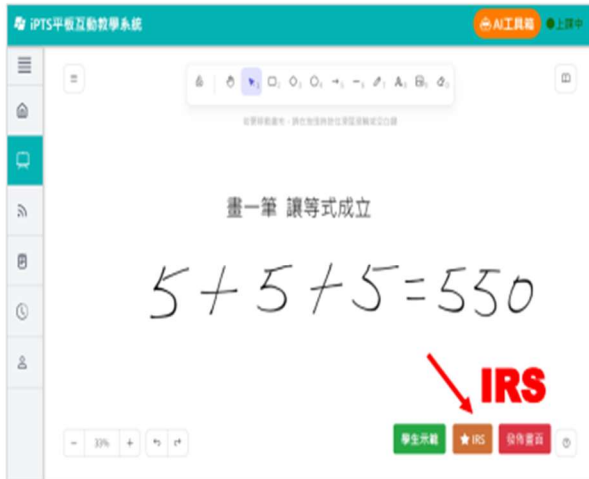 iPTS平板互動教學系統
AI工具箱
上課中
畫一筆 讓等式成立
5+5+5=550
IRS
33%
學生示範
IRS
發佈畫面